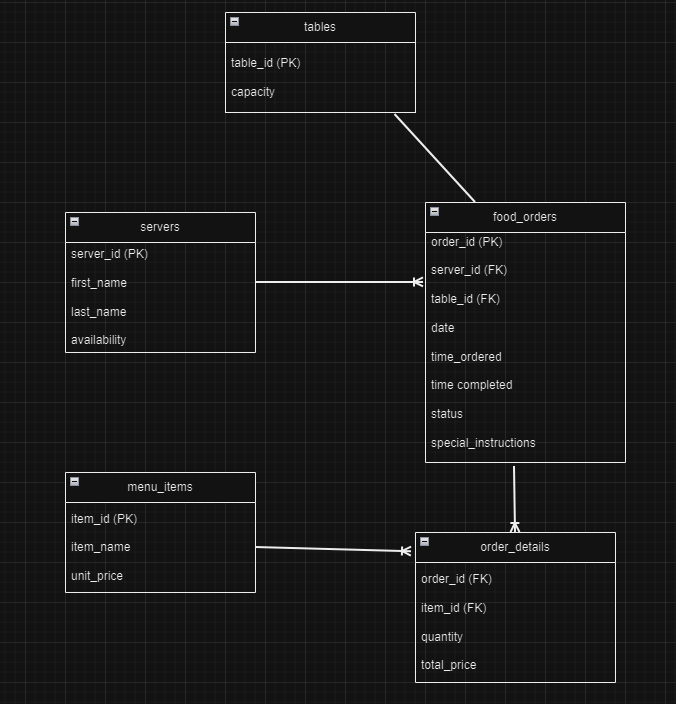 tables
table_id (PK)
capacity
servers
server_id (PK)
first_name
last_name
availability
food_orders
order_id (PK)
server_id (FK)
table_id (FK)
date
time_ordered
time completed
status
special_instructions
menu_items
item_id (PK)
item_name
unit_price
order_details
order_id (FK)
item_id (FK)
quantity
total_price